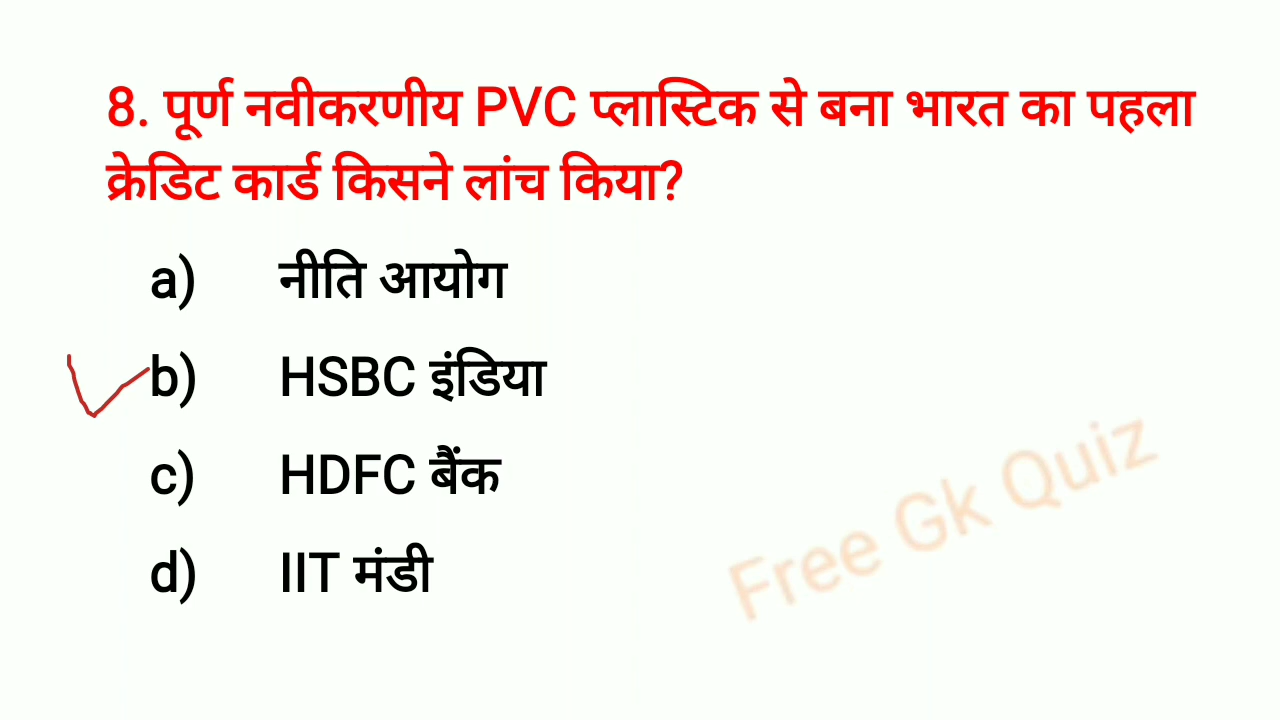 8. पूर्ण नवीकरणीय PVC प्लास्टिक से बना भारत का पहला
क्रेडिट कार्ड किसने लांच किया?
a) नीति आयोग
b) HSBC इंडिया
c) HDFC बैंक
d) IIT मंडी
Free Gk Quiz